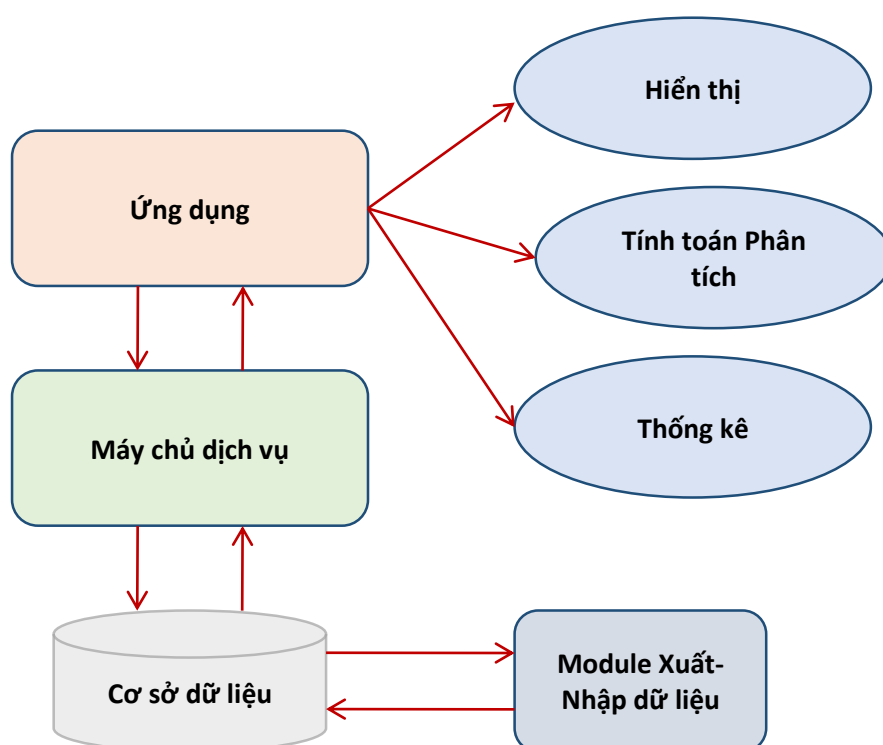 Hiển thị
Ứng dụng
Tính toán Phân
tích
Thống kê
Máy chủ dịch vụ
Cơ sở dữ liệu
Module Xuất-
Nhập dữ liệu